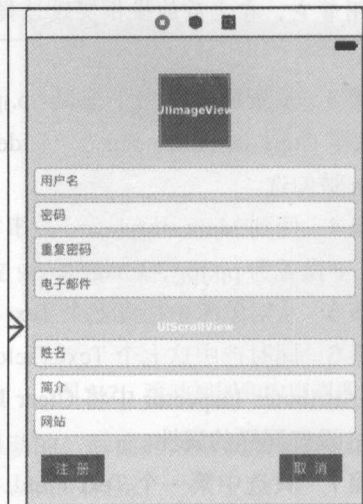 UIimageView
用户名
密码
重复密码
电子邮件
UIScrollView
姓名
简介
网站
注 册
取 消